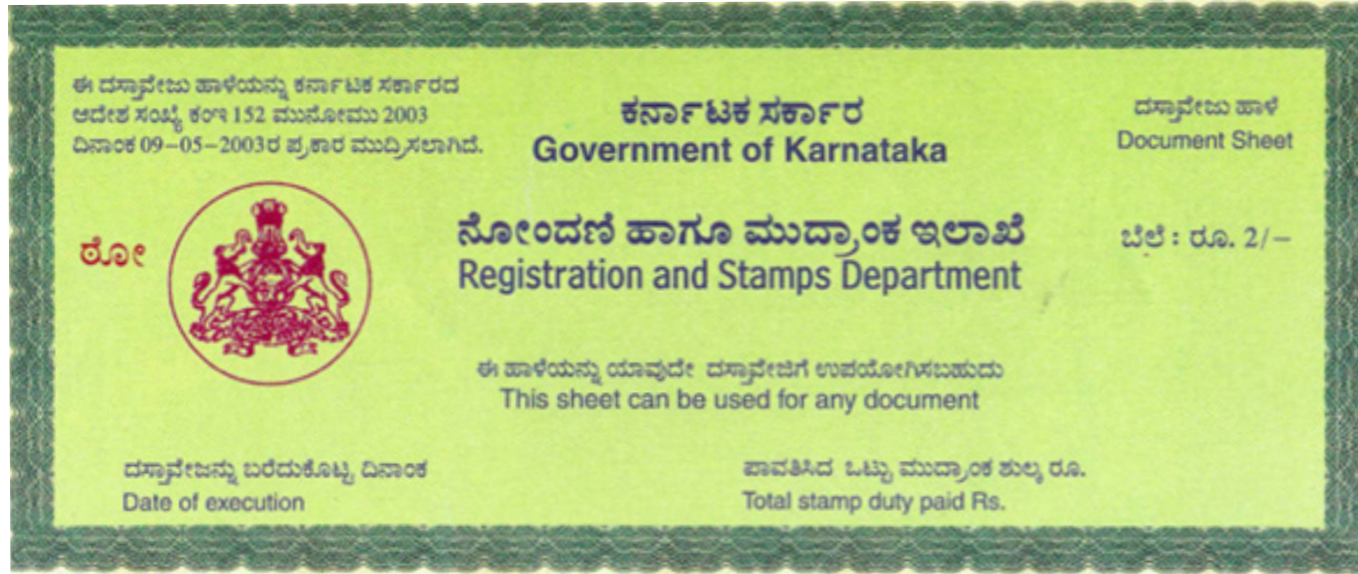 ಈ ದಸ್ತಾವೇಜು ಹಾಳೆಯನ್ನು ಕರ್ನಾಟಕ ಸರ್ಕಾರದ
ಆದೇಶ ಸಂಖ್ಯೆ ಕಂಇ 152 ಮುನೋಮು 2003
ದಿನಾಂಕ 09-05-2003ರ ಪ್ರಕಾರ ಮುದ್ರಿಸಲಾಗಿದೆ.
ಕರ್ನಾಟಕ ಸರ್ಕಾರ
Government of Karnataka
ದಸ್ತಾವೇಜು ಹಾಳೆ
Document Sheet
ನೋಂದಣಿ ಹಾಗೂ ಮುದ್ರಾಂಕ ಇಲಾಖೆ
Registration and Stamps Department
ಬೆಲೆ : ರೂ. 2/-
ಈ ಹಾಳೆಯನ್ನು ಯಾವುದೇ ದಸ್ತಾವೇಜಿಗೆ ಉಪಯೋಗಿಸಬಹುದು
This sheet can be used for any document
ದಸ್ತಾವೇಜನ್ನು ಬರೆದುಕೊಟ್ಟ ದಿನಾಂಕ
Date of execution
ಪಾವತಿಸಿದ ಒಟ್ಟು ಮುದ್ರಾಂಕ ಶುಲ್ಕ ರೂ.
Total stamp duty paid Rs.